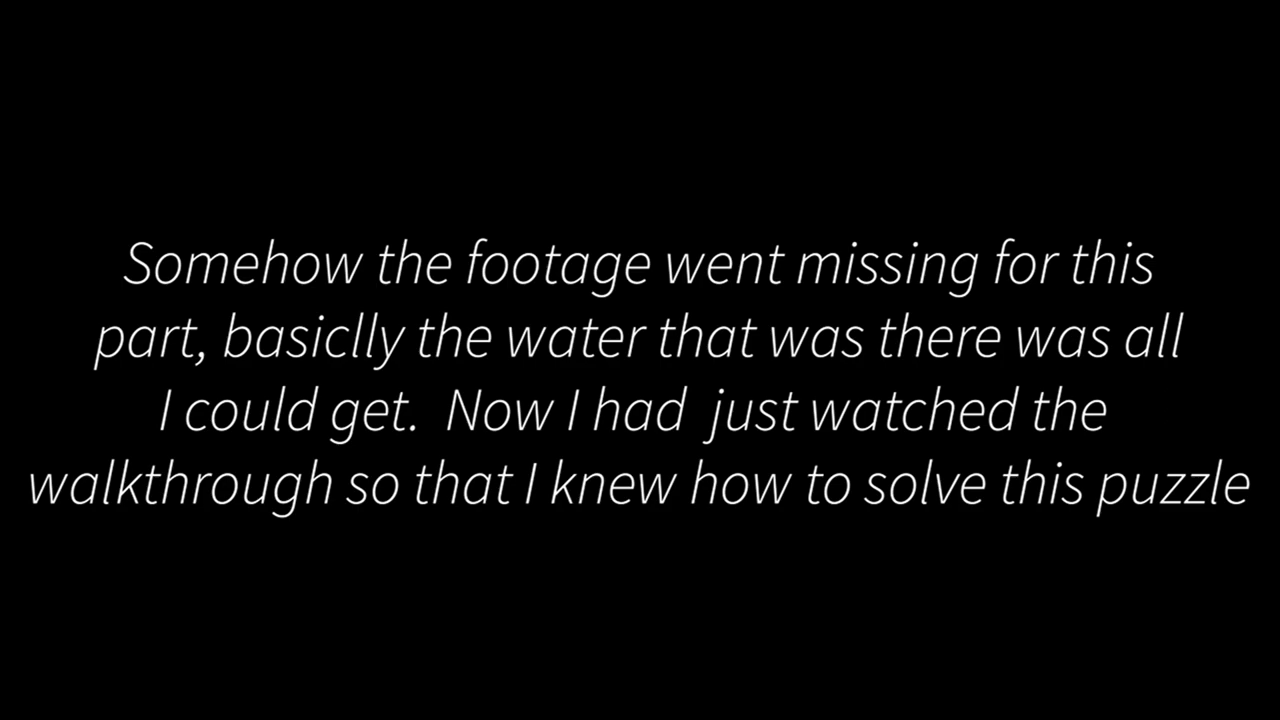 Somehow the footage went missing for this
part, basiclly the water that was there was all
I could get.  Now I had  just watched the
walkthrough so that I knew how to solve this puzzle